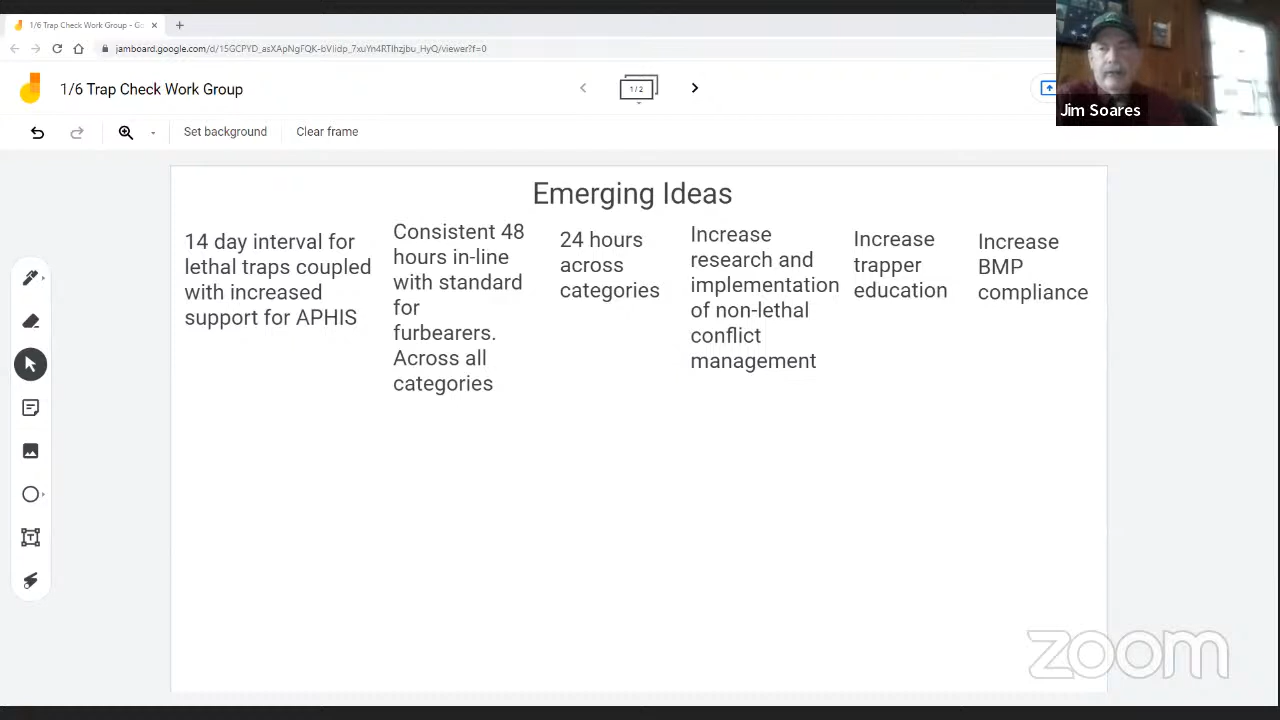 1/6 Trap Check Work Group - Go
jamboard.google.com/d/15GCPYD_asXApNgFQK-bVIidp_7xuYn4RTIhzjbu_HyQ/viewer?f=0
1/6 Trap Check Work Group
1/2
Set background
Clear frame
Jim Soares
Emerging Ideas
14 day interval for
lethal traps coupled
with increased
support for APHIS
Consistent 48
hours in-line
with standard
for
furbearers.
Across all
categories
24 hours
across
categories
Increase
research and
implementation
of non-lethal
conflict
management
Increase
trapper
education
Increase
BMP
compliance
zoom